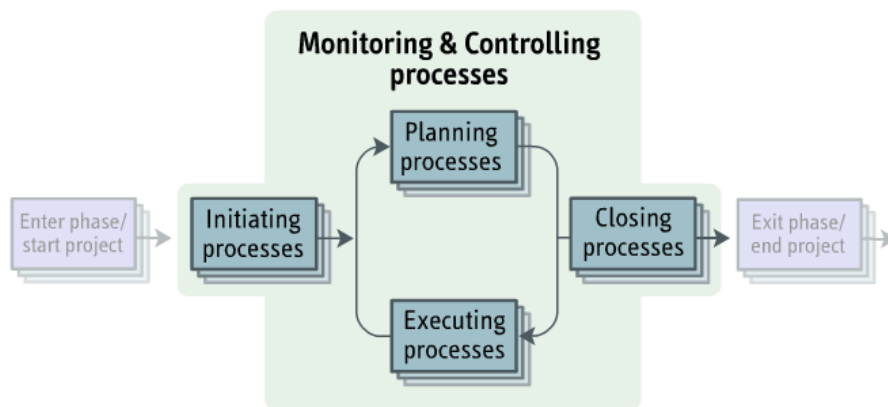 Monitoring & Controlling
processes
Planning
processes
Enter phase/
start project
Initiating
processes
Closing
processes
Exit phase/
end project
Executing
processes